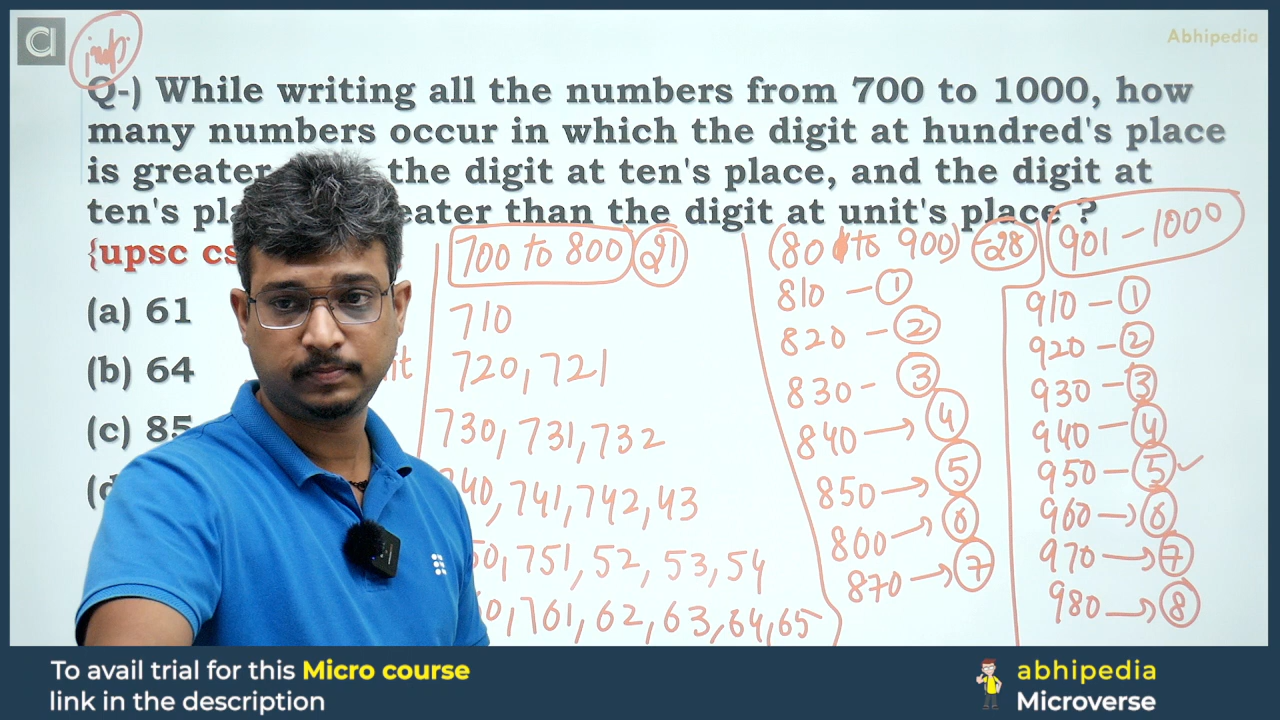 Abhipedia
Q-) While writing all the numbers from 700 to 1000, how
many numbers occur in which the digit at hundred's place
is greater the digit at ten's place, and the digit at
ten's pla eater than the digit at unit's place ?
{upsc cs
(a) 61
(b) 64
(c) 85
(d
it
700 to 800 21
710
720, 721
730, 731, 732
40, 741, 742, 43
50, 751, 52, 53, 54
60, 761, 62, 63, 64, 65
(801 to 900) - 28
810 - 1
820 - 2
830 - 3
840 → 4
850 → 5
860 → 6
870 → 7
901 - 1000
910 - 1
920 - 2
930 - 3
940 - 4
950 - 5 ✓
960 → 6
970 → 7
980 → 8
To avail trial for this Micro course
link in the description
abhipedia
Microverse